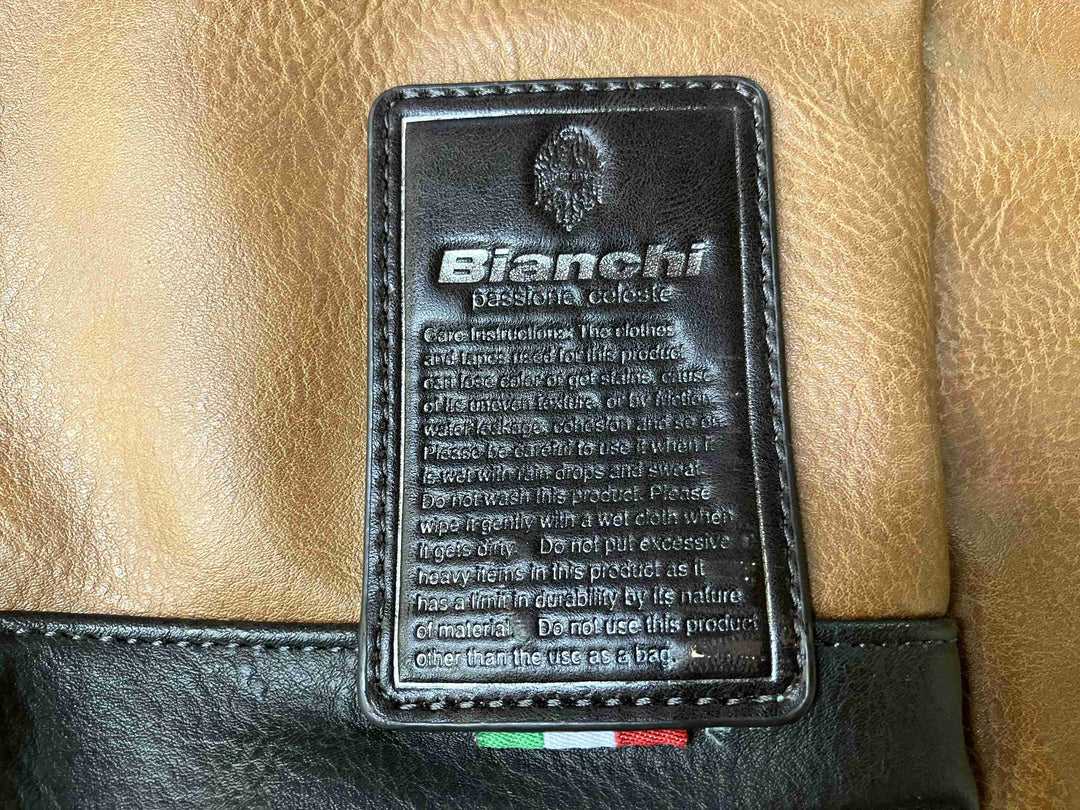 Bianchi
passione celeste
Care Instructions The clothes
and tapes used for this product
can lose color or get stains, cause
of its uneven texture, or by friction
water leakage, cohesion and so on.
Please be careful to use it when it
is wet with rain drops and sweat.
Do not wash this product. Please
wipe it gently with a wet cloth when
it gets dirty. Do not put excessive
heavy items in this product as it
has a limit in durability by its nature
of material. Do not use this product
other than the use as a bag.